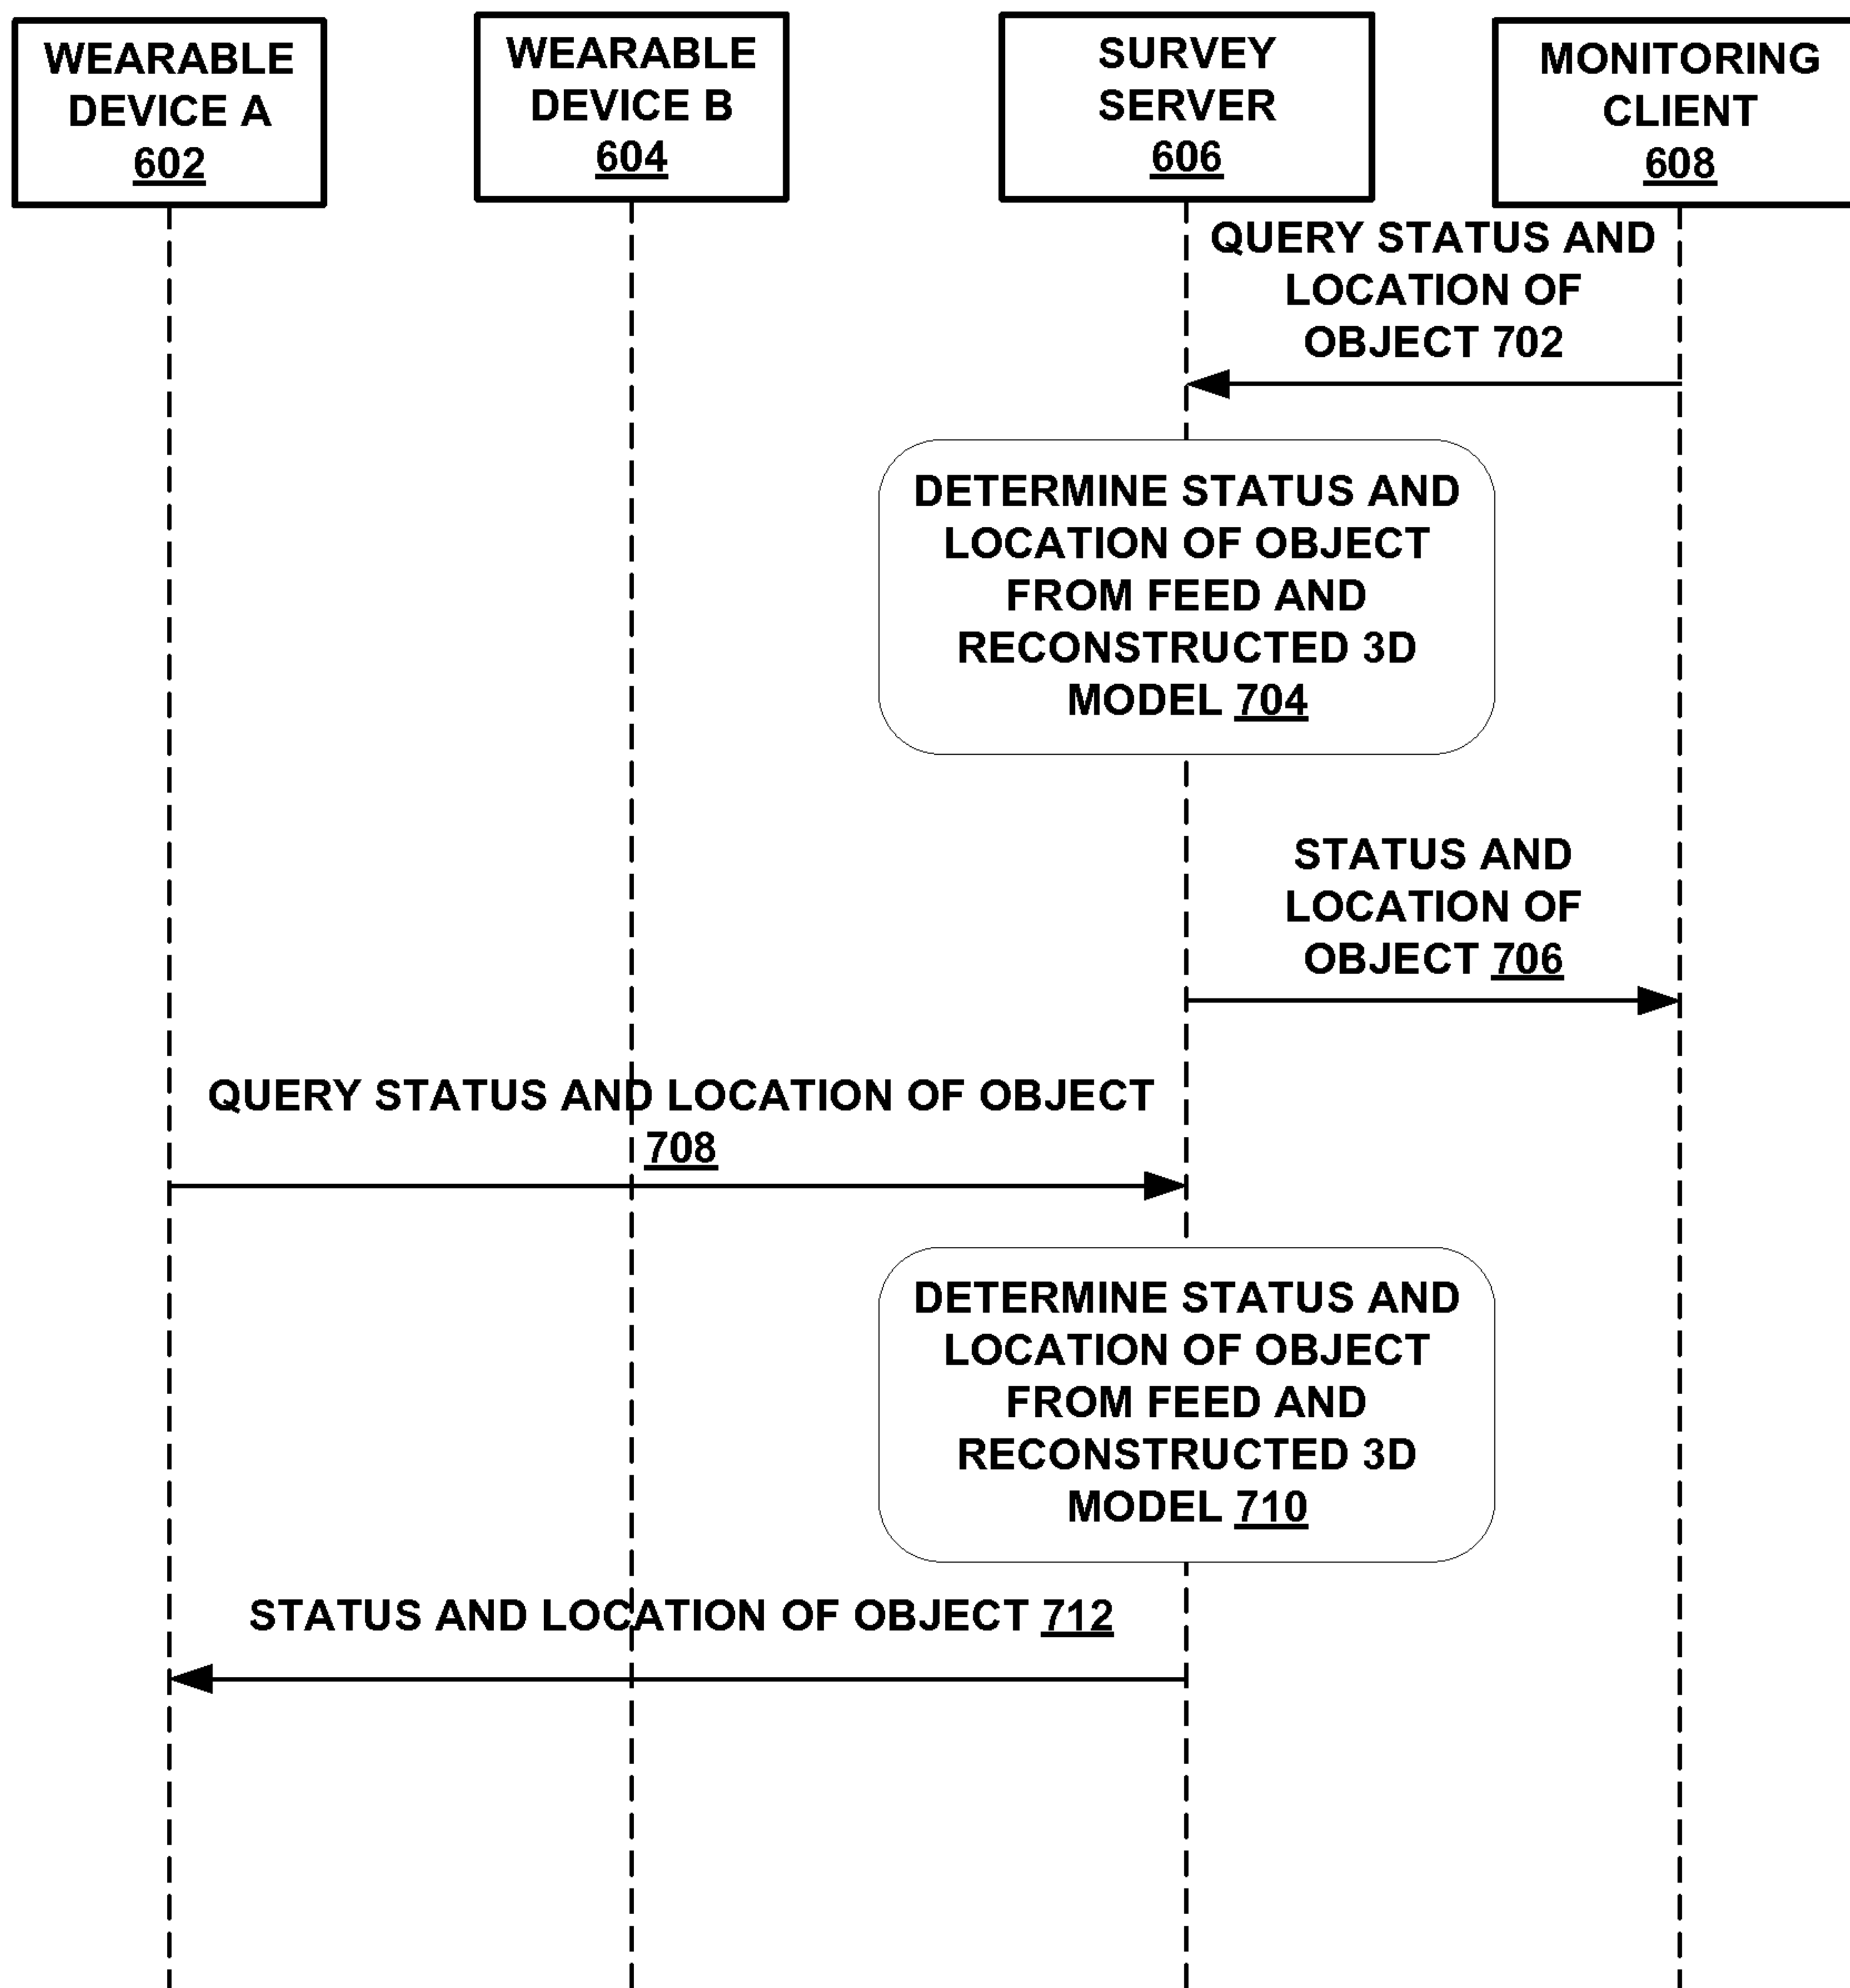 WEARABLE
DEVICE A
602
WEARABLE
DEVICE B
604
SURVEY
SERVER
606
MONITORING
CLIENT
608
QUERY STATUS AND
LOCATION OF
OBJECT 702
DETERMINE STATUS AND
LOCATION OF OBJECT
FROM FEED AND
RECONSTRUCTED 3D
MODEL 704
STATUS AND
LOCATION OF
OBJECT 706
QUERY STATUS AND LOCATION OF OBJECT
708
DETERMINE STATUS AND
LOCATION OF OBJECT
FROM FEED AND
RECONSTRUCTED 3D
MODEL 710
STATUS AND LOCATION OF OBJECT 712